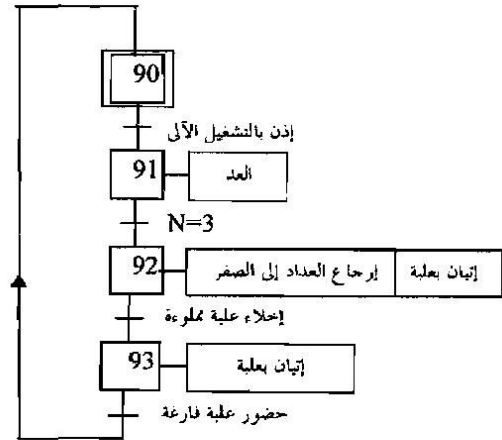 90
إذن بالتشغيل الآلي
91 العد
N=3
92 إرجاع العداد إلى الصفر إتيان بعلبة
إخلاء علبة مملوءة
93 إتيان بعلبة
حضور علبة فارغة